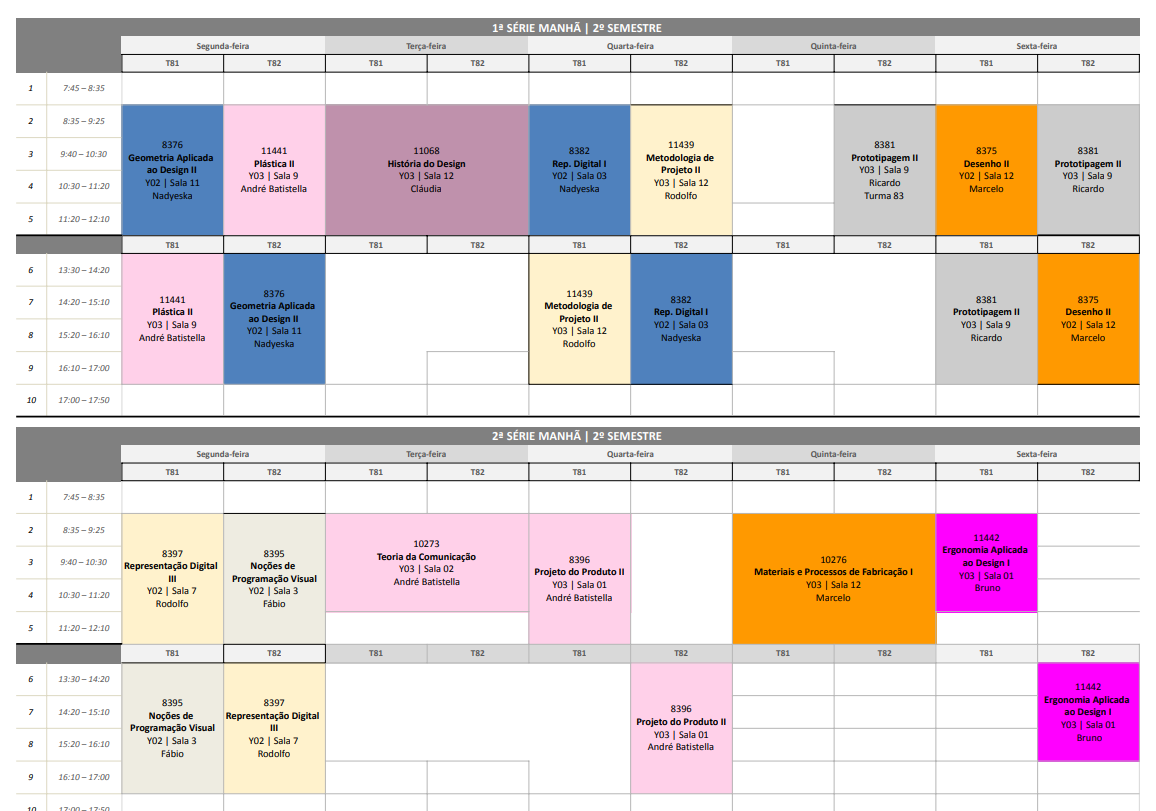 1ª SÉRIE MANHÃ | 2º SEMESTRE
Segunda-feira Terça-feira Quarta-feira Quinta-feira Sexta-feira
T81 T82 T81 T82 T81 T82 T81 T82 T81 T82
1 7:45 – 8:35
2 8:35 – 9:25
3 9:40 – 10:30
4 10:30 – 11:20
5 11:20 – 12:10
8376
Geometria Aplicada
ao Design II
Y02 | Sala 11
Nadyeska
11441
Plástica II
Y03 | Sala 9
André Batistella
11068
História do Design
Y03 | Sala 12
Cláudia
8382
Rep. Digital I
Y02 | Sala 03
Nadyeska
11439
Metodologia de
Projeto II
Y03 | Sala 12
Rodolfo
8381
Prototipagem II
Y03 | Sala 9
Ricardo
Turma 83
8375
Desenho II
Y02 | Sala 12
Marcelo
8381
Prototipagem II
Y03 | Sala 9
Ricardo
T81 T82 T81 T82 T81 T82 T81 T82 T81 T82
6 13:30 – 14:20
7 14:20 – 15:10
8 15:20 – 16:10
9 16:10 – 17:00
10 17:00 – 17:50
11441
Plástica II
Y03 | Sala 9
André Batistella
8376
Geometria Aplicada
ao Design II
Y02 | Sala 11
Nadyeska
11439
Metodologia de
Projeto II
Y03 | Sala 12
Rodolfo
8382
Rep. Digital I
Y02 | Sala 03
Nadyeska
8381
Prototipagem II
Y03 | Sala 9
Ricardo
8375
Desenho II
Y02 | Sala 12
Marcelo
2ª SÉRIE MANHÃ | 2º SEMESTRE
Segunda-feira Terça-feira Quarta-feira Quinta-feira Sexta-feira
T81 T82 T81 T82 T81 T82 T81 T82 T81 T82
1 7:45 – 8:35
2 8:35 – 9:25
3 9:40 – 10:30
4 10:30 – 11:20
5 11:20 – 12:10
8397
Representação Digital
III
Y02 | Sala 7
Rodolfo
8395
Noções de
Programação Visual
Y02 | Sala 3
Fábio
10273
Teoria da Comunicação
Y03 | Sala 02
André Batistella
8396
Projeto do Produto II
Y03 | Sala 01
André Batistella
10276
Materiais e Processos de Fabricação I
Y03 | Sala 12
Marcelo
11442
Ergonomia Aplicada
ao Design I
Y03 | Sala 01
Bruno
T81 T82 T81 T82 T81 T82 T81 T82 T81 T82
6 13:30 – 14:20
7 14:20 – 15:10
8 15:20 – 16:10
9 16:10 – 17:00
10 17:00 – 17:50
8395
Noções de
Programação Visual
Y02 | Sala 3
Fábio
8397
Representação Digital
III
Y02 | Sala 7
Rodolfo
8396
Projeto do Produto II
Y03 | Sala 01
André Batistella
11442
Ergonomia Aplicada
ao Design I
Y03 | Sala 01
Bruno